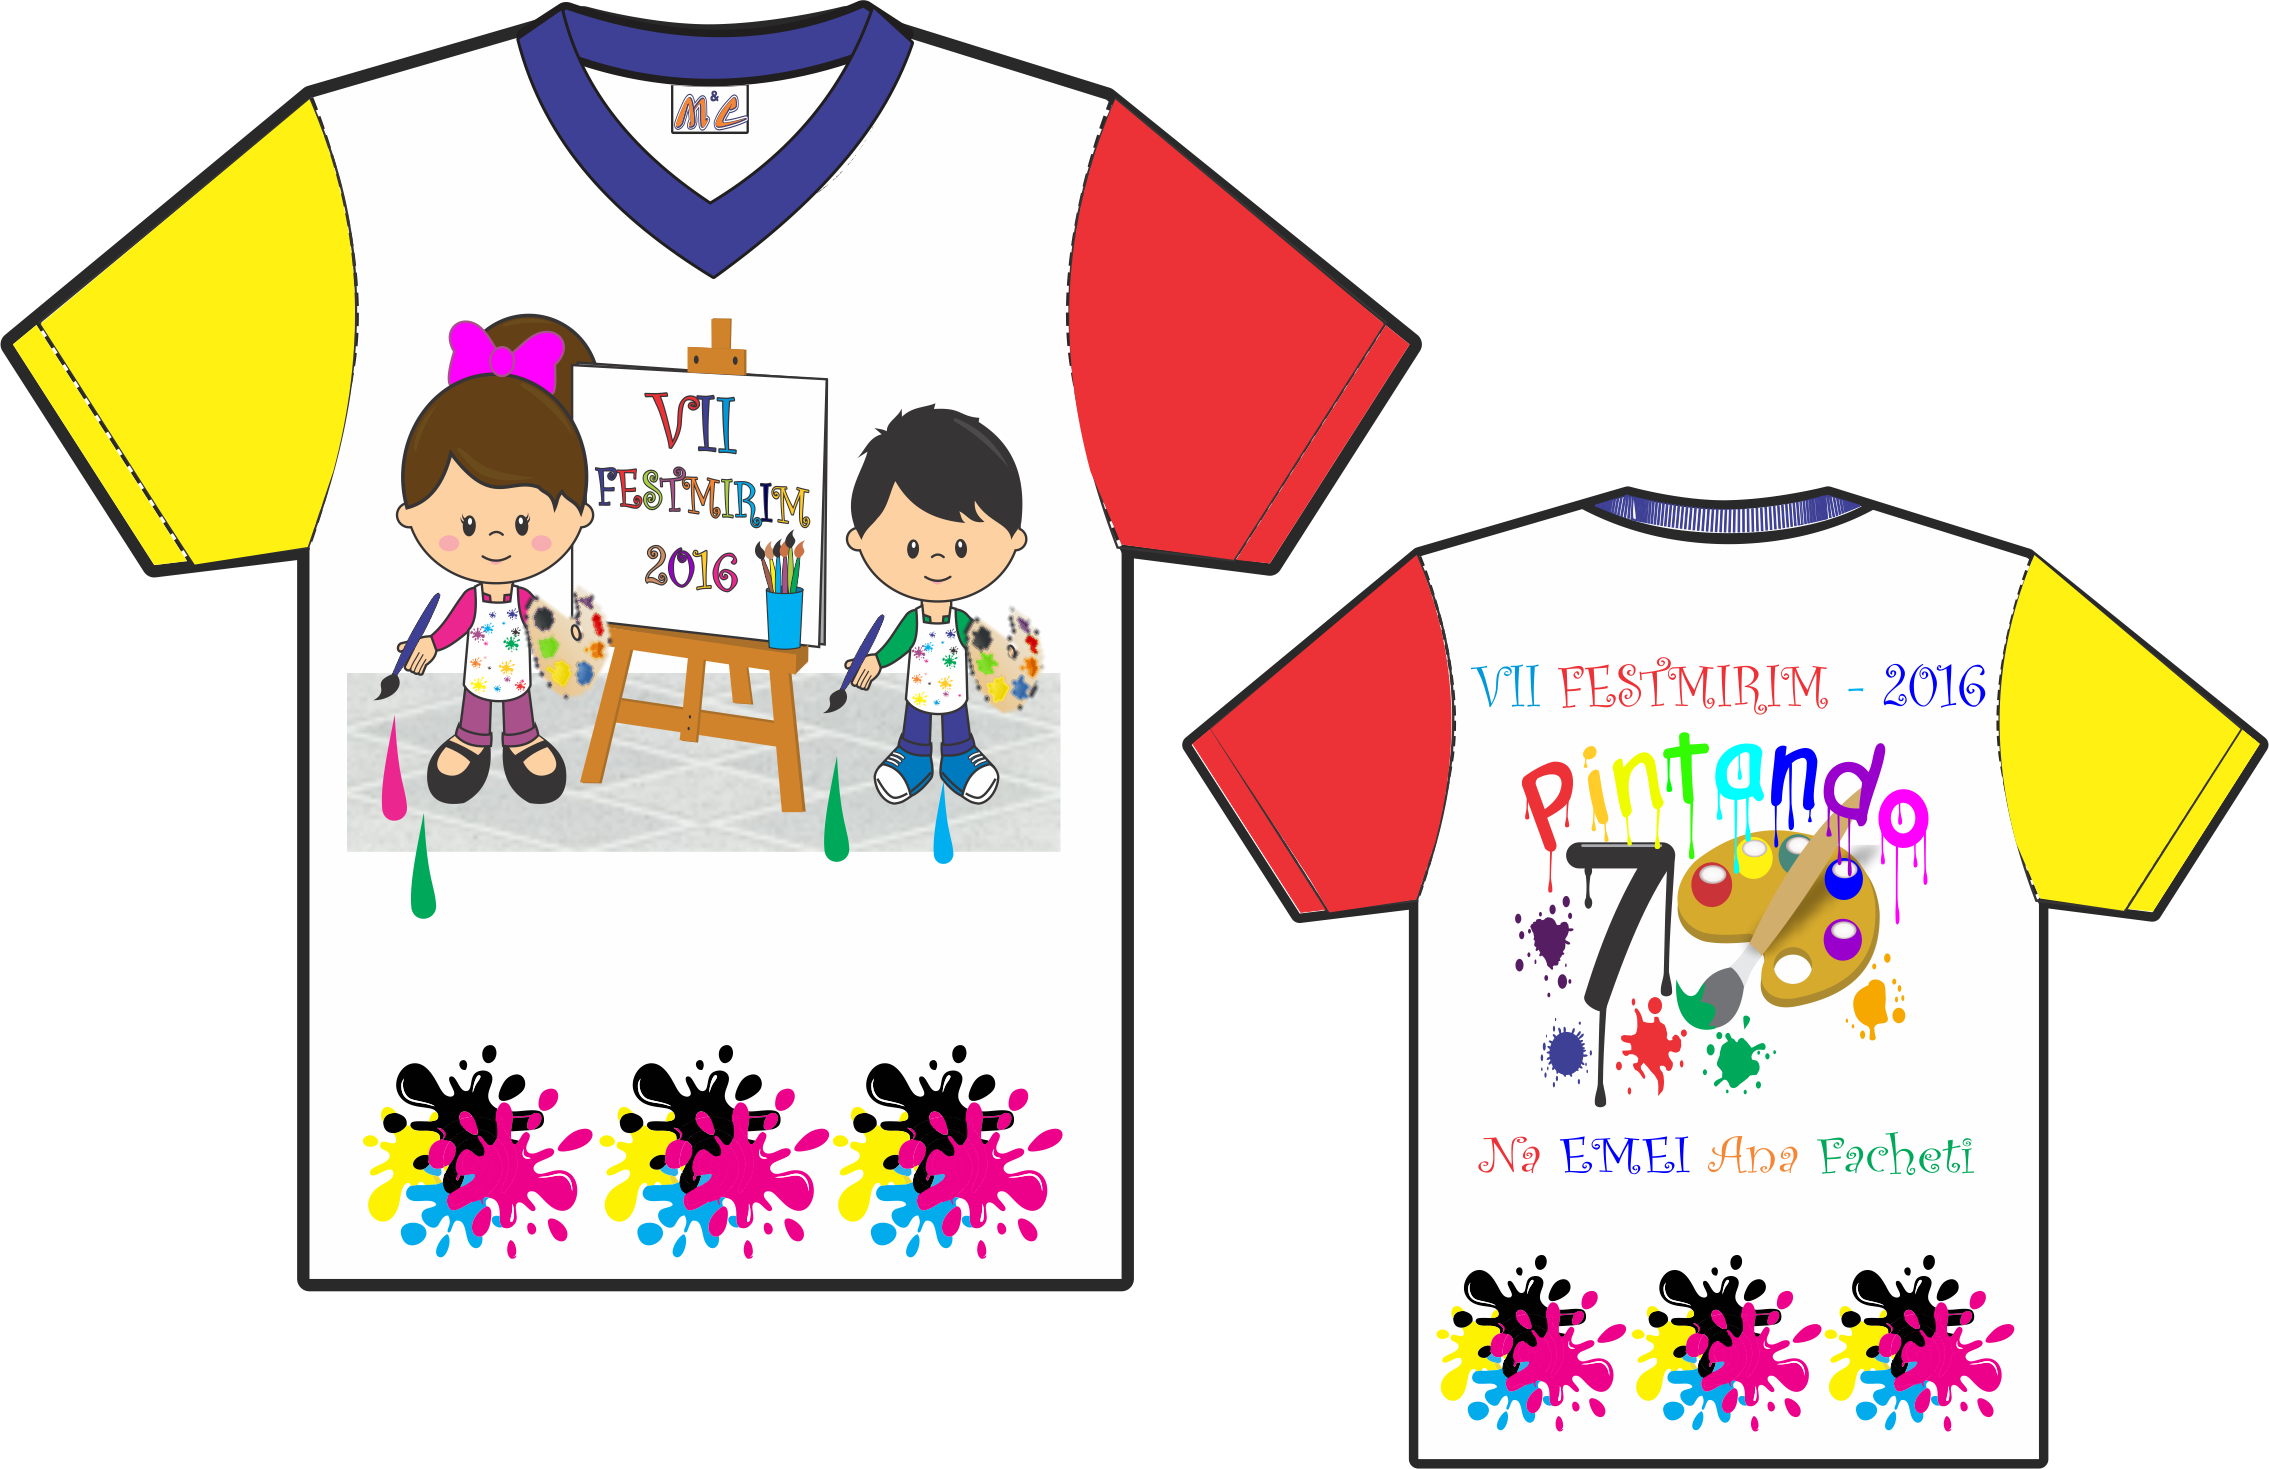 M & C
VII
FESTMIRIM
2016
VII FESTMIRIM - 2016
Pintando
7
Na EMEI Ana Facheti